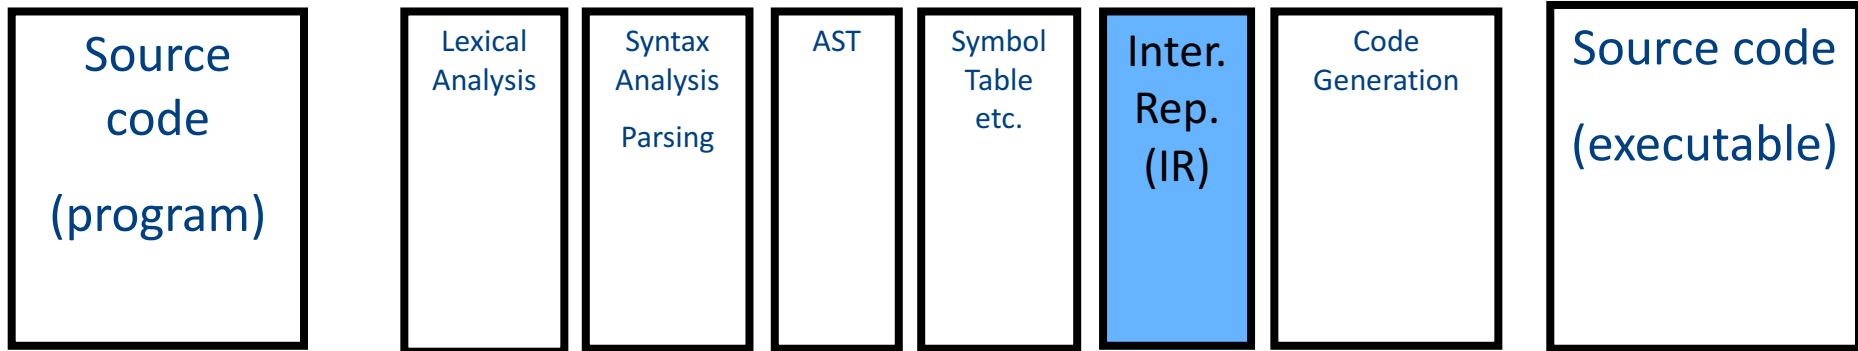 Source
code
(program)
Lexical
Analysis
Syntax
Analysis
Parsing
AST
Symbol
Table
etc.
Inter.
Rep.
(IR)
Code
Generation
Source code
(executable)